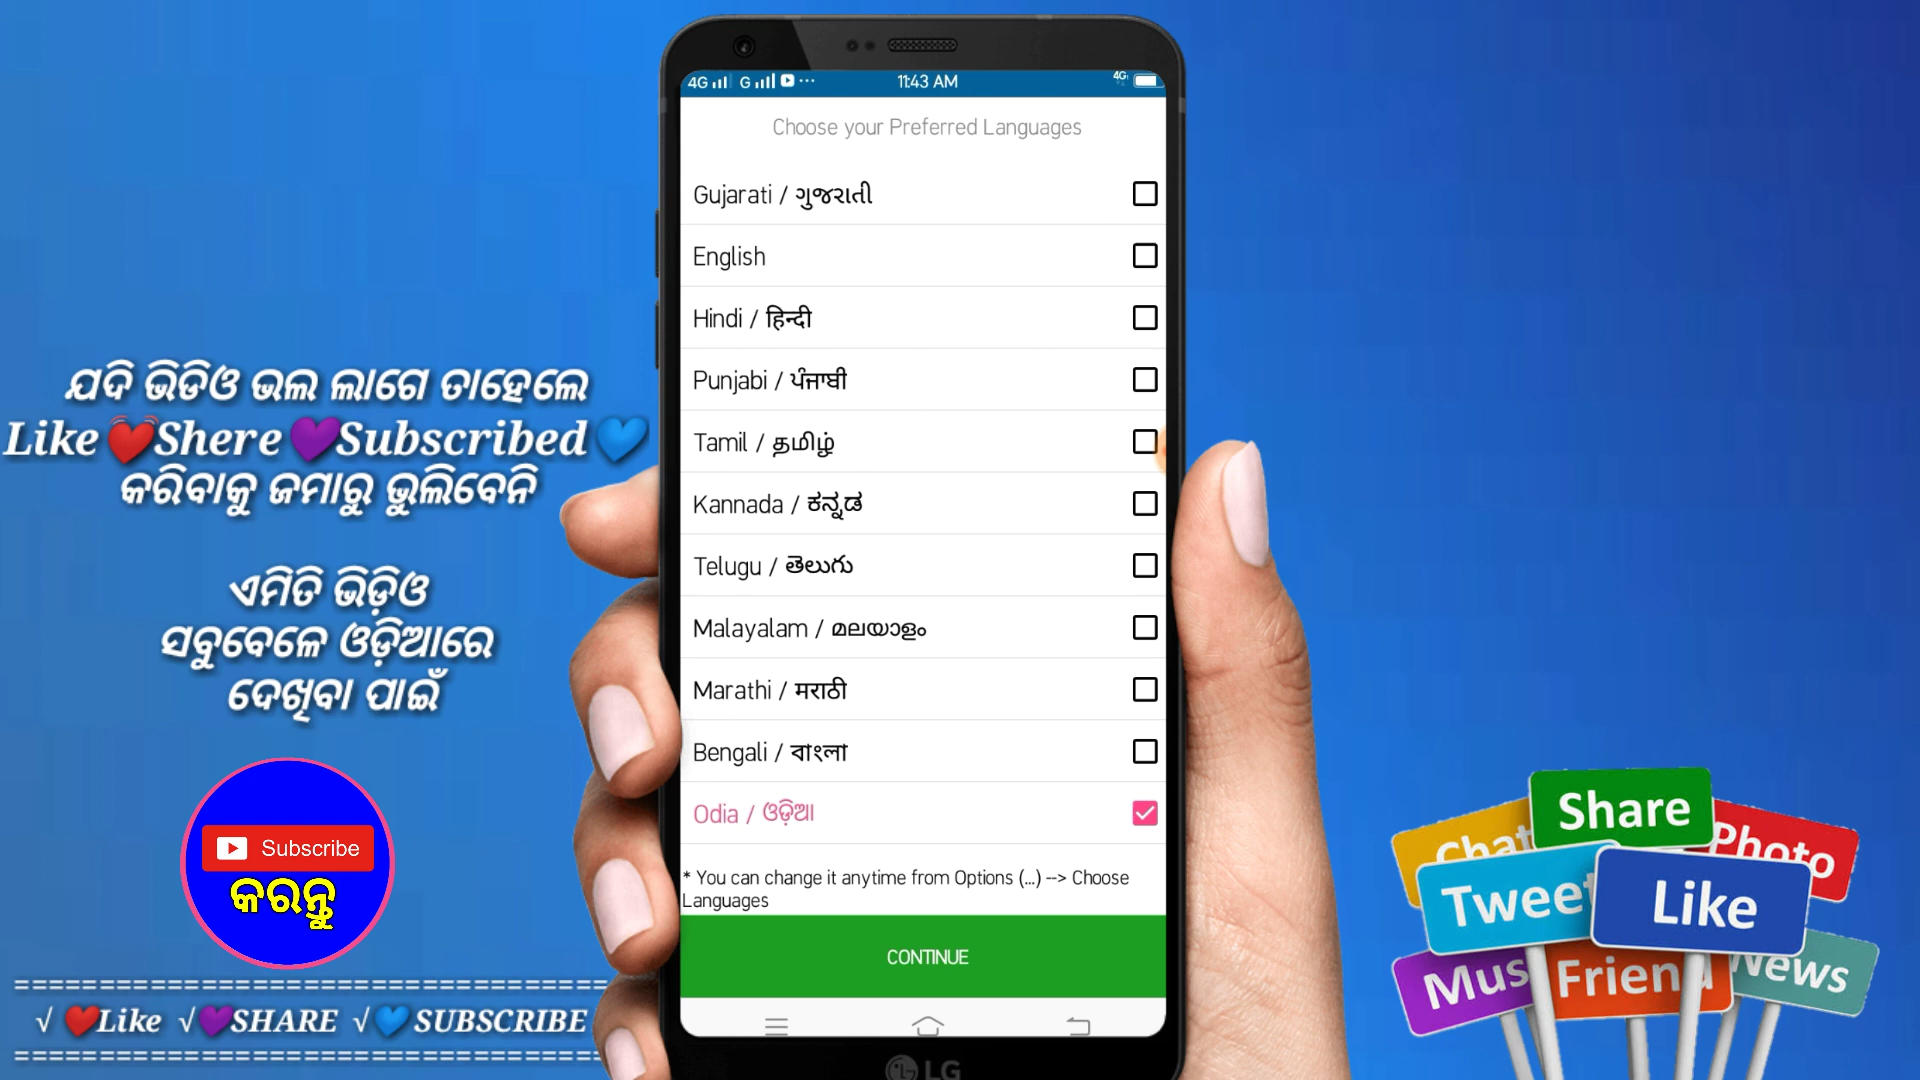 ଯଦି ଭିଡିଓ ଭଲ ଲାଗେ ତାହେଲେ
Like ❤️Shere 💜Subscribed 💙
କରିବାକୁ ଜମାରୁ ଭୁଲିବେନି
ଏମିତି ଭିଡ଼ିଓ
ସବୁବେଳେ ଓଡ଼ିଆରେ
ଦେଖିବା ପାଇଁ
Subscribe
କରନ୍ତୁ
==========================================
√ ❤️Like √💜SHARE √💙SUBSCRIBE
==========================================
4G G ··· 11:43 AM 4G
Choose your Preferred Languages
Gujarati / ગુજરાતી
English
Hindi / हिन्दी
Punjabi / ਪੰਜਾਬੀ
Tamil / தமிழ்
Kannada / ಕನ್ನಡ
Telugu / తెలుగు
Malayalam / മലയാളം
Marathi / मराठी
Bengali / বাংলা
Odia / ଓଡ଼ିଆ
* You can change it anytime from Options (...) --> Choose
Languages
CONTINUE
LG
Share
Chat
Photo
Tweet
Like
Mus
Friend
News